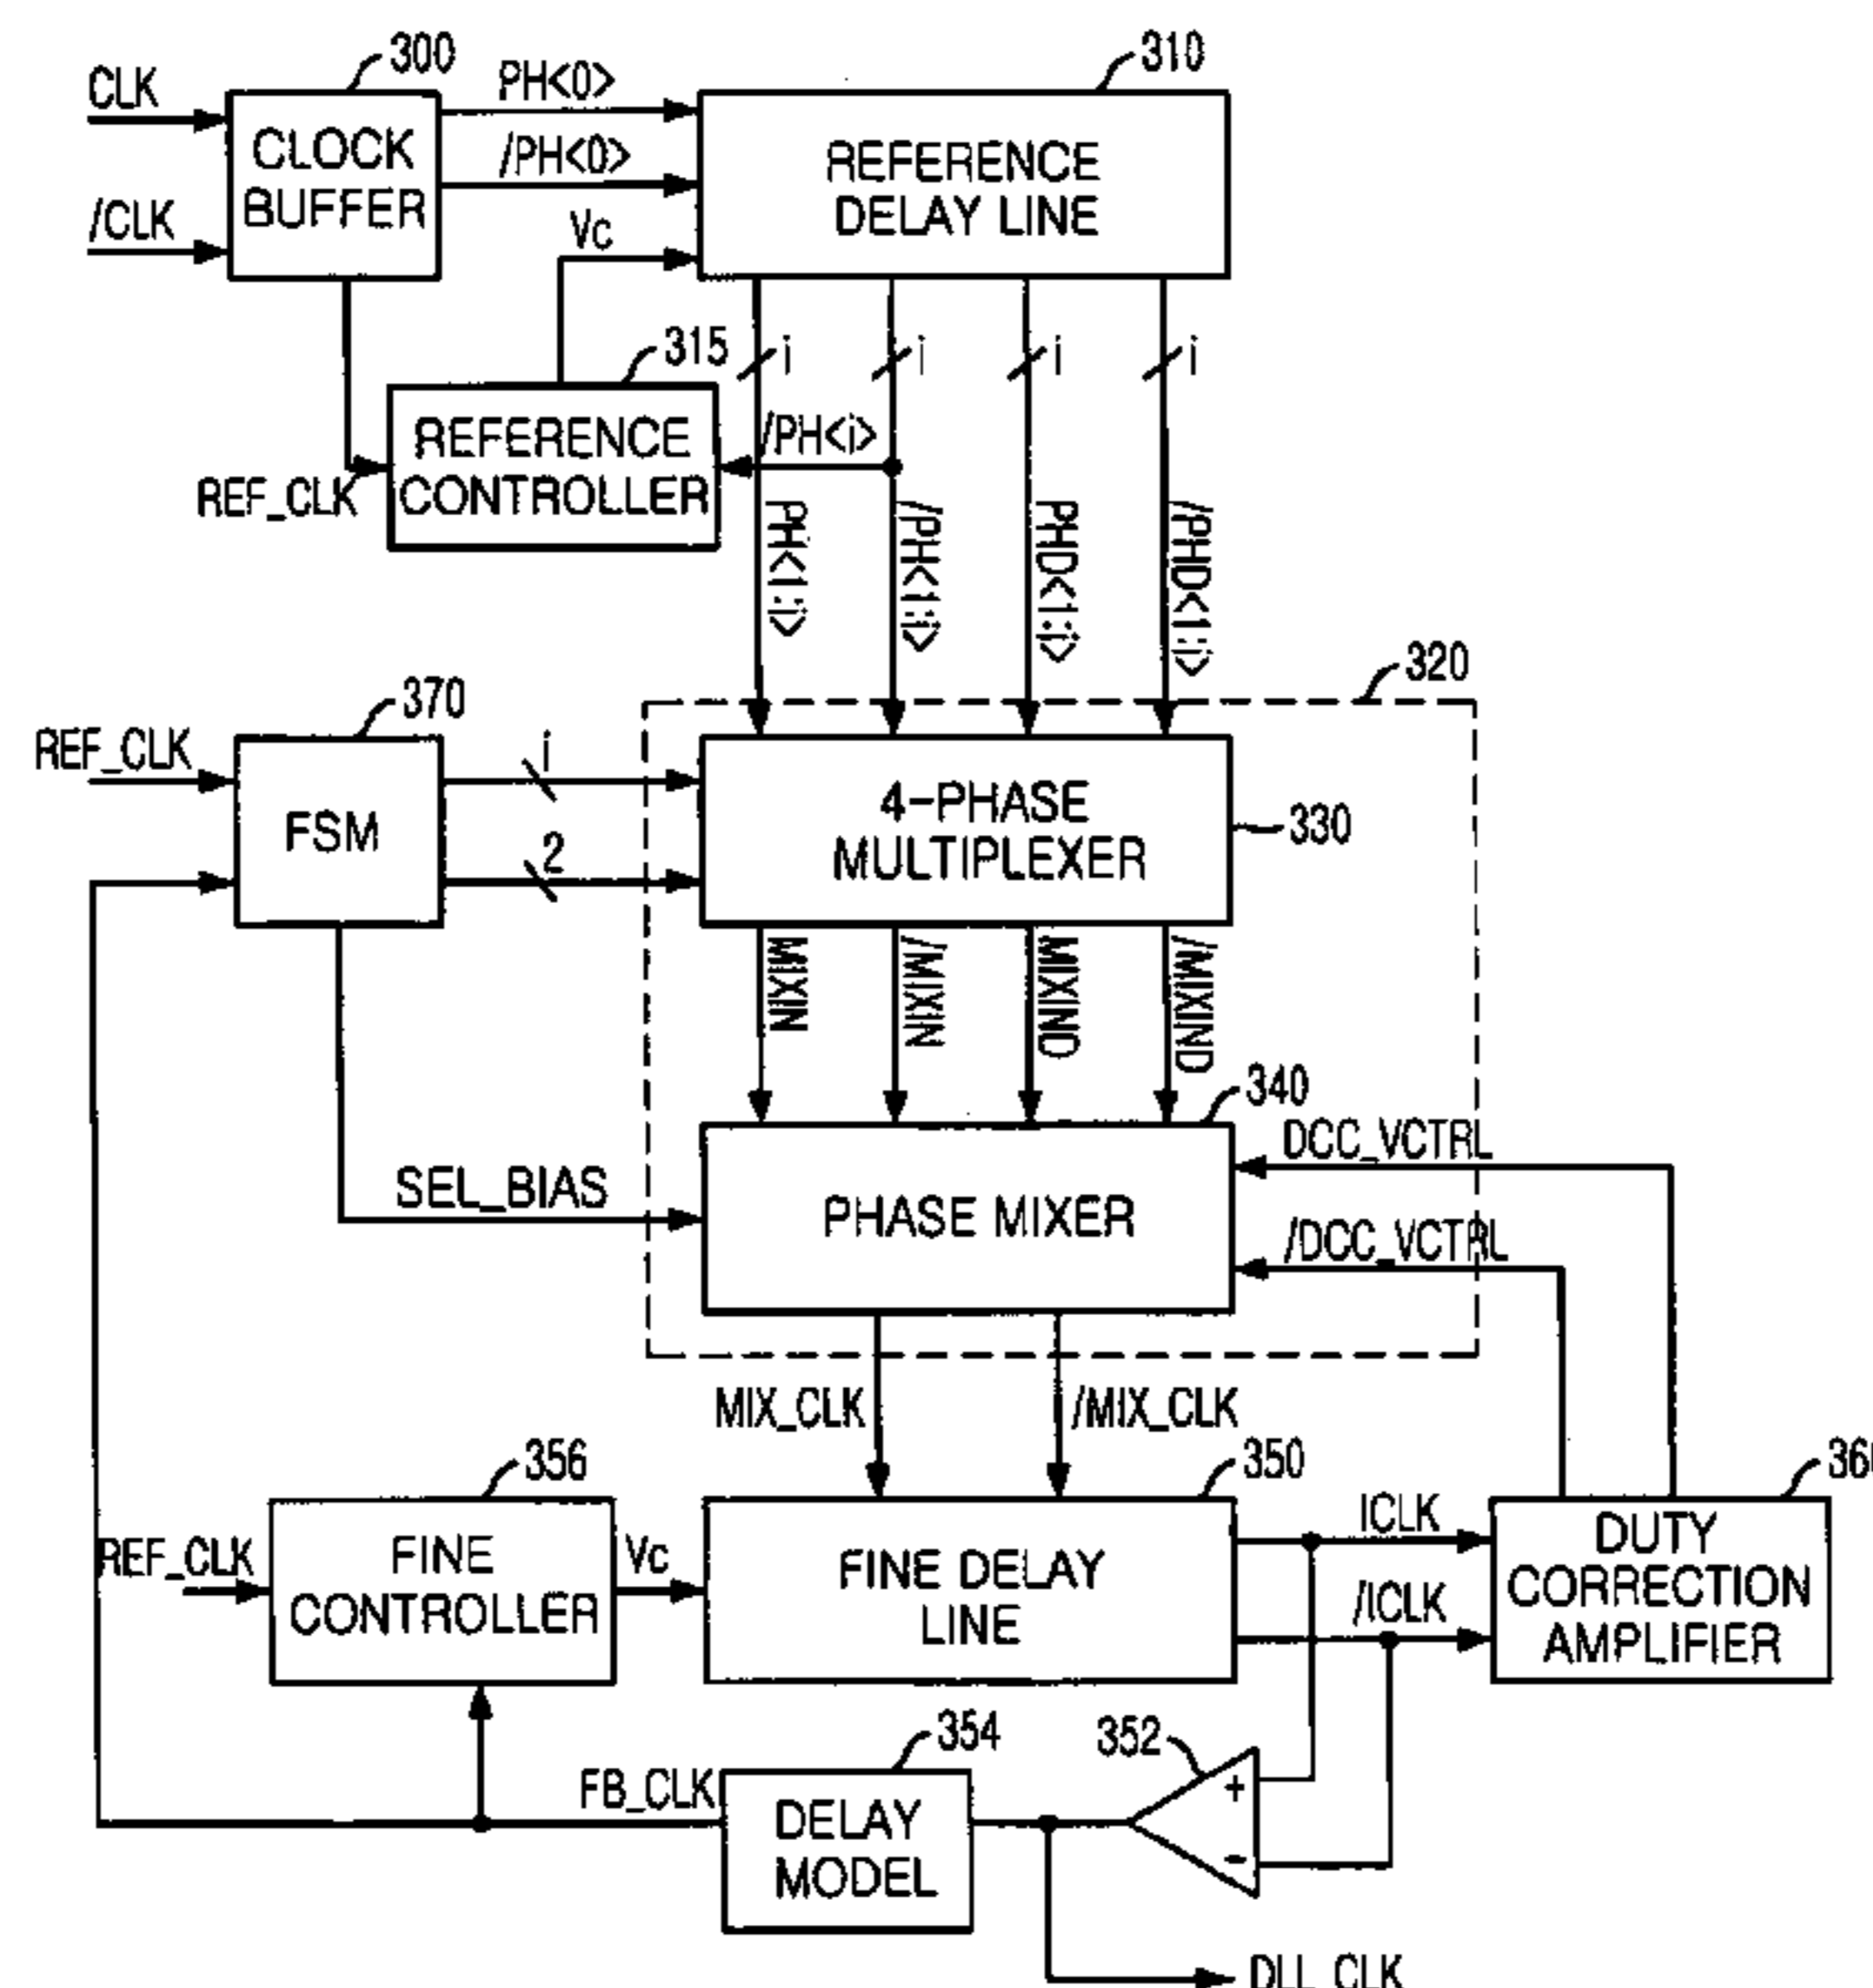 300
310
CLK
PH<0>
CLOCK
BUFFER
/PH<0>
REFERENCE
DELAY LINE
/CLK
Vc
315
i
i
i
i
REFERENCE
CONTROLLER
/PH<i>
REF_CLK
PH<1:i>
/PH<1:i>
PHD<1:i>
/PHD<1:i>
320
370
REF_CLK
i
FSM
4-PHASE
MULTIPLEXER
330
2
MIXIN
/MIXIN
MIXIND
/MIXIND
340
DCC_VCTRL
SEL_BIAS
PHASE MIXER
/DCC_VCTRL
MIX_CLK
/MIX_CLK
356
350
ICLK
REF_CLK
FINE
CONTROLLER
Vc
FINE DELAY
LINE
/ICLK
DUTY
CORRECTION
AMPLIFIER
354
352
FB_CLK
DELAY
MODEL
+
-
DLL_CLK